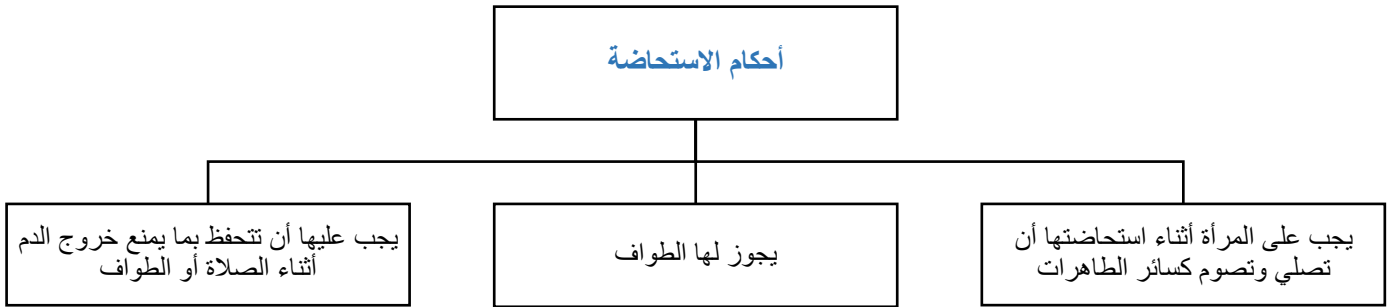 أحكام الاستحاضة
يجب على المرأة أثناء استحاضتها أن
تصلي وتصوم كسائر الطاهرات
يجوز لها الطواف
يجب عليها أن تتحفظ بما يمنع خروج الدم
أثناء الصلاة أو الطواف